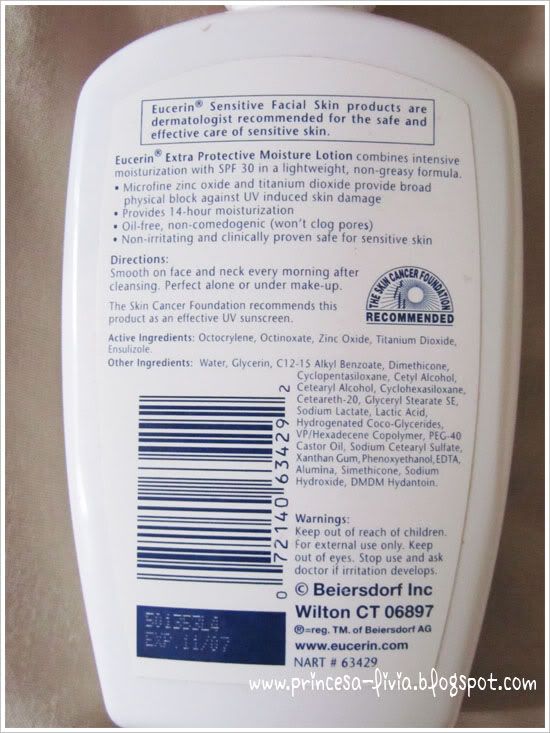 Eucerin® Sensitive Facial Skin products are
dermatologist recommended for the safe and
effective care of sensitive skin.
Eucerin® Extra Protective Moisture Lotion combines intensive
moisturization with SPF 30 in a lightweight, non-greasy formula.
• Microfine zinc oxide and titanium dioxide provide broad
physical block against UV induced skin damage
• Provides 14-hour moisturization
• Oil-free, non-comedogenic (won't clog pores)
• Non-irritating and clinically proven safe for sensitive skin
Directions:
Smooth on face and neck every morning after
cleansing. Perfect alone or under make-up.
The Skin Cancer Foundation recommends this
product as an effective UV sunscreen.
THE SKIN CANCER FOUNDATION
RECOMMENDED
Active Ingredients: Octocrylene, Octinoxate, Zinc Oxide, Titanium Dioxide,
Ensulizole.
Other Ingredients: Water, Glycerin, C12-15 Alkyl Benzoate, Dimethicone,
Cyclopentasiloxane, Cetyl Alcohol,
Cetearyl Alcohol, Cyclohexasiloxane,
Ceteareth-20, Glyceryl Stearate SE,
Sodium Lactate, Lactic Acid,
Hydrogenated Coco-Glycerides,
VP/Hexadecene Copolymer, PEG-40
Castor Oil, Sodium Cetearyl Sulfate,
Xanthan Gum, Phenoxyethanol, EDTA,
Alumina, Simethicone, Sodium
Hydroxide, DMDM Hydantoin.
0 72140 63429 2
Warnings:
Keep out of reach of children.
For external use only. Keep
out of eyes. Stop use and ask
doctor if irritation develops.
© Beiersdorf Inc
Wilton CT 06897
®=reg. TM. of Beiersdorf AG
www.eucerin.com
NART # 63429
EXP. 11/07
www.princesa-livia.blogspot.com